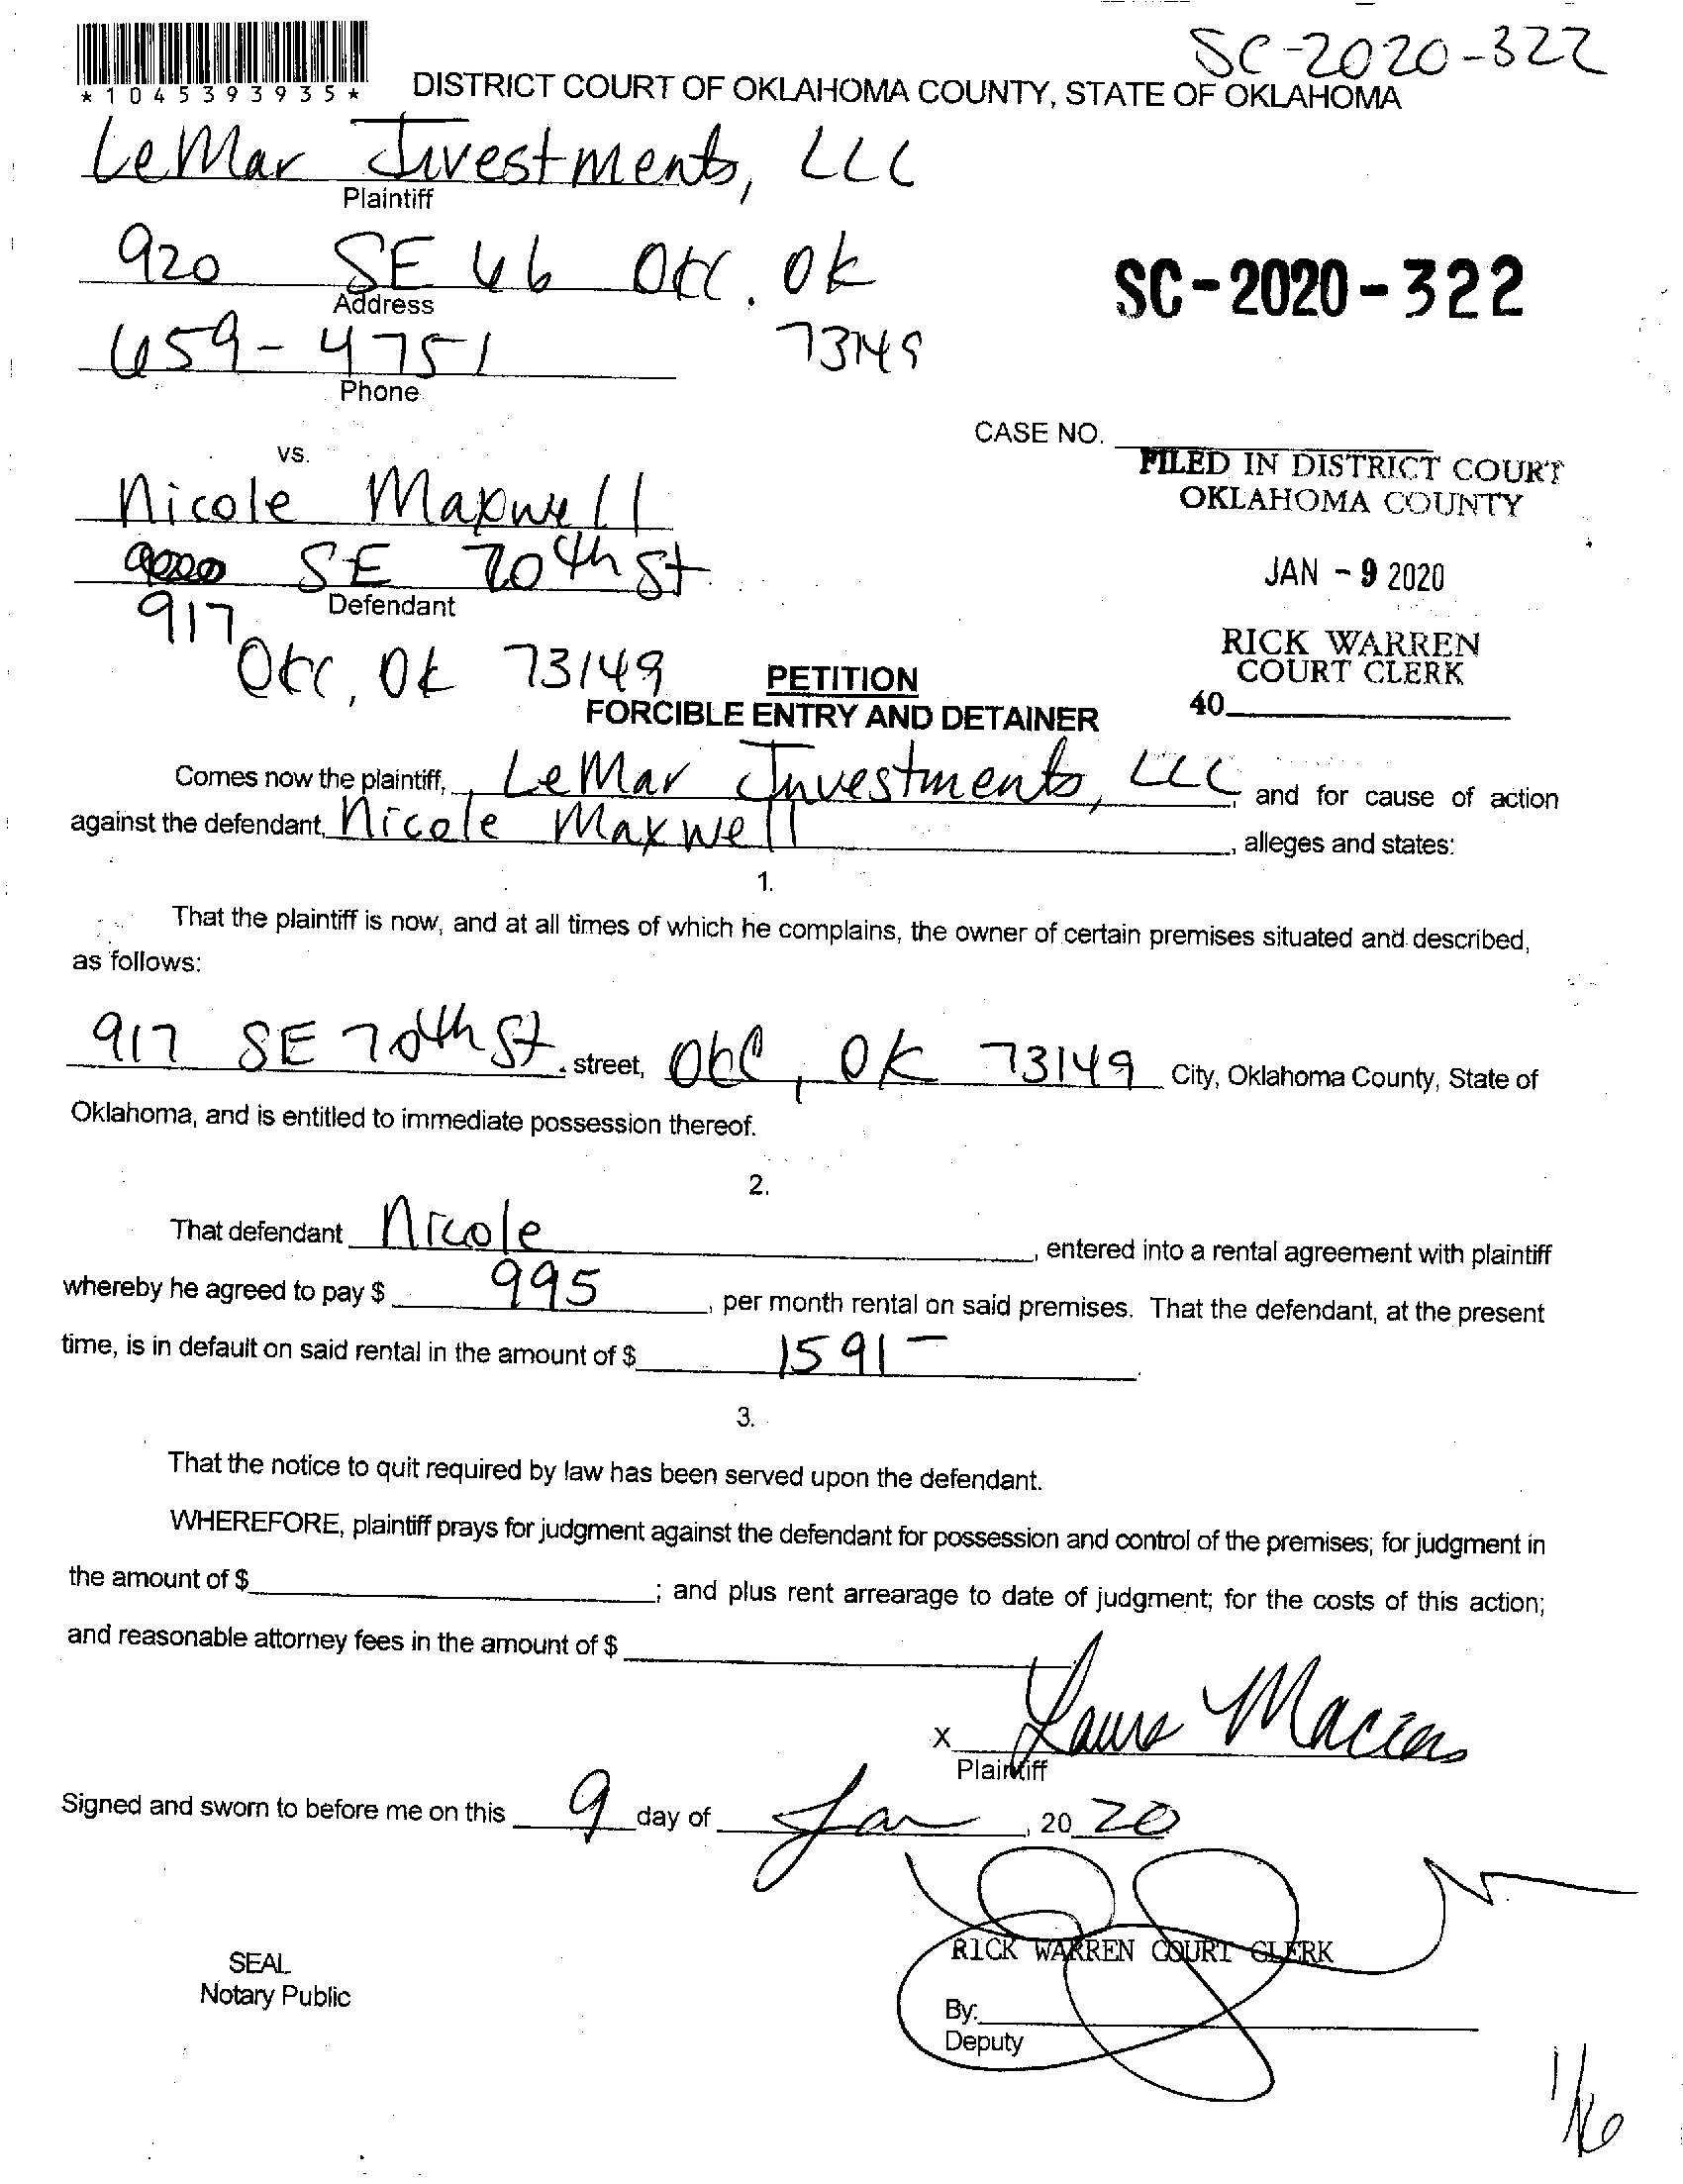 SC-2020-322
*1045393935*
DISTRICT COURT OF OKLAHOMA COUNTY, STATE OF OKLAHOMA
LeMar Investments, LLC
Plaintiff
920 SE 66 OKC. OK
Address
SC-2020-322
659-4751 73149
Phone
CASE NO.
vs.
FILED IN DISTRICT COURT
OKLAHOMA COUNTY
Nicole Maxwell
SE 70th St
JAN - 9 2020
Defendant
917
OKC, OK 73149
RICK WARREN
COURT CLERK
40
PETITION
FORCIBLE ENTRY AND DETAINER
Comes now the plaintiff, LeMar Investments, LLC, and for cause of action
against the defendant, Nicole Maxwell, alleges and states:
1.
That the plaintiff is now, and at all times of which he complains, the owner of certain premises situated and described,
as follows:
917 SE 70th St. street, OKC, OK 73149 City, Oklahoma County, State of
Oklahoma, and is entitled to immediate possession thereof.
2.
That defendant Nicole, entered into a rental agreement with plaintiff
whereby he agreed to pay $ 995, per month rental on said premises. That the defendant, at the present
time, is in default on said rental in the amount of $ 1591-.
3.
That the notice to quit required by law has been served upon the defendant.
WHEREFORE, plaintiff prays for judgment against the defendant for possession and control of the premises; for judgment in
the amount of $ ; and plus rent arrearage to date of judgment; for the costs of this action;
and reasonable attorney fees in the amount of $
X Laura Macias
Plaintiff
Signed and sworn to before me on this 9 day of Jan, 20 20
RICK WARREN COURT CLERK
SEAL
Notary Public
By:
Deputy
1/16